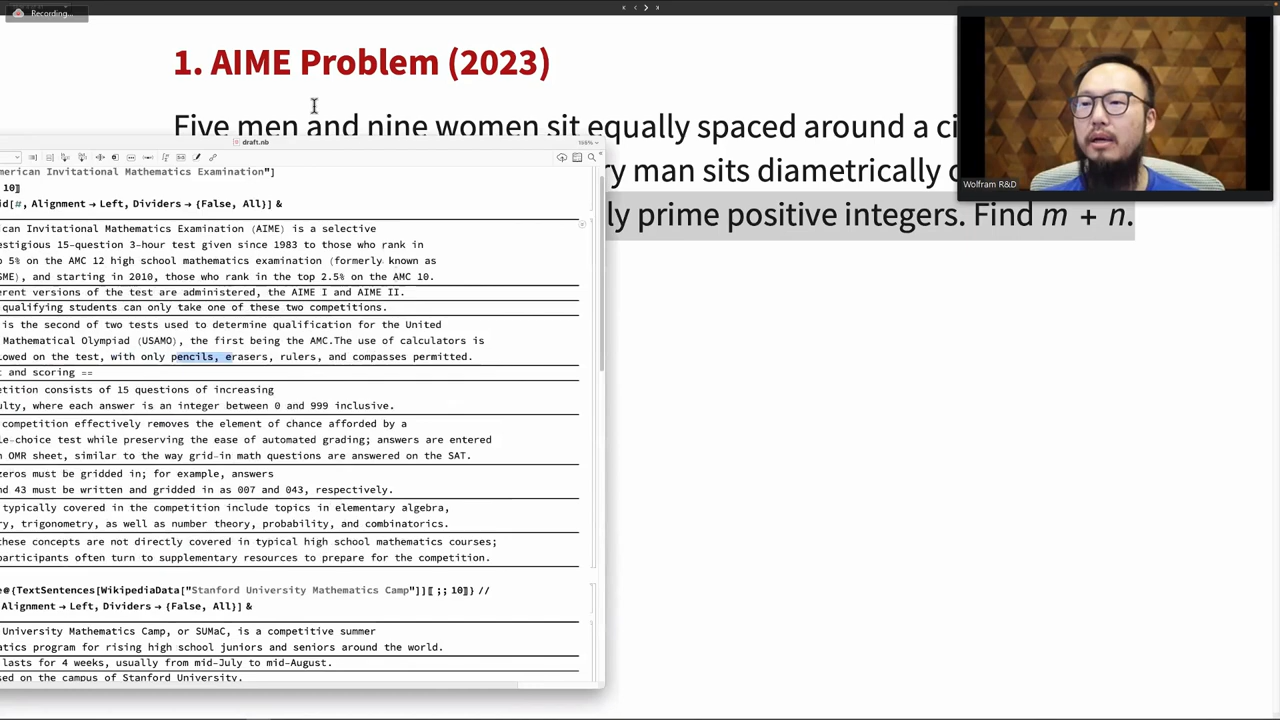 Recording...
1. AIME Problem (2023)
Five men and nine women sit equally spaced around a ci
ry man sits diametrically
ly prime positive integers. Find m + n.
Wolfram R&D
draft.nb
merican Invitational Mathematics Examination"]
10]]
id[#, Alignment → Left, Dividers → {False, All}] &
ican Invitational Mathematics Examination (AIME) is a selective
estigious 15-question 3-hour test given since 1983 to those who rank in
p 5% on the AMC 12 high school mathematics examination (formerly known as
SME), and starting in 2010, those who rank in the top 2.5% on the AMC 10.
erent versions of the test are administered, the AIME I and AIME II.
qualifying students can only take one of these two competitions.
is the second of two tests used to determine qualification for the United
Mathematical Olympiad (USAMO), the first being the AMC.The use of calculators is
lowed on the test, with only pencils, erasers, rulers, and compasses permitted.
t and scoring ==
etition consists of 15 questions of increasing
ulty, where each answer is an integer between 0 and 999 inclusive.
competition effectively removes the element of chance afforded by a
le-choice test while preserving the ease of automated grading; answers are entered
n OMR sheet, similar to the way grid-in math questions are answered on the SAT.
zeros must be gridded in; for example, answers
nd 43 must be written and gridded in as 007 and 043, respectively.
typically covered in the competition include topics in elementary algebra,
ry, trigonometry, as well as number theory, probability, and combinatorics.
these concepts are not directly covered in typical high school mathematics courses;
participants often turn to supplementary resources to prepare for the competition.
e@{TextSentences[WikipediaData["Stanford University Mathematics Camp"]][[ ;; 10]]} //
Alignment → Left, Dividers → {False, All}] &
University Mathematics Camp, or SUMaC, is a competitive summer
atics program for rising high school juniors and seniors around the world.
lasts for 4 weeks, usually from mid-July to mid-August.
sed on the campus of Stanford University.